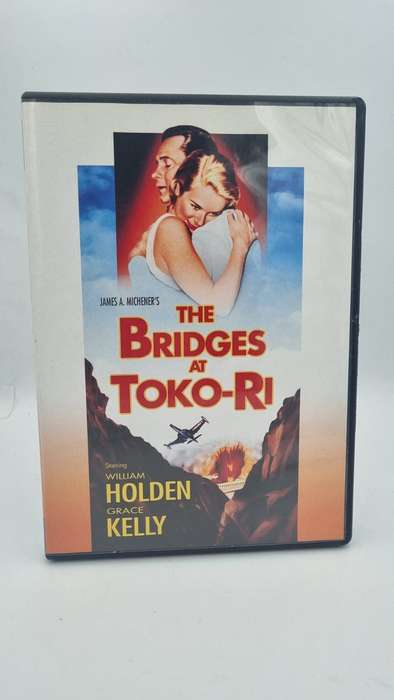 JAMES A. MICHENER'S
THE
BRIDGES
AT
TOKO-RI
Starring
WILLIAM
HOLDEN
GRACE
KELLY